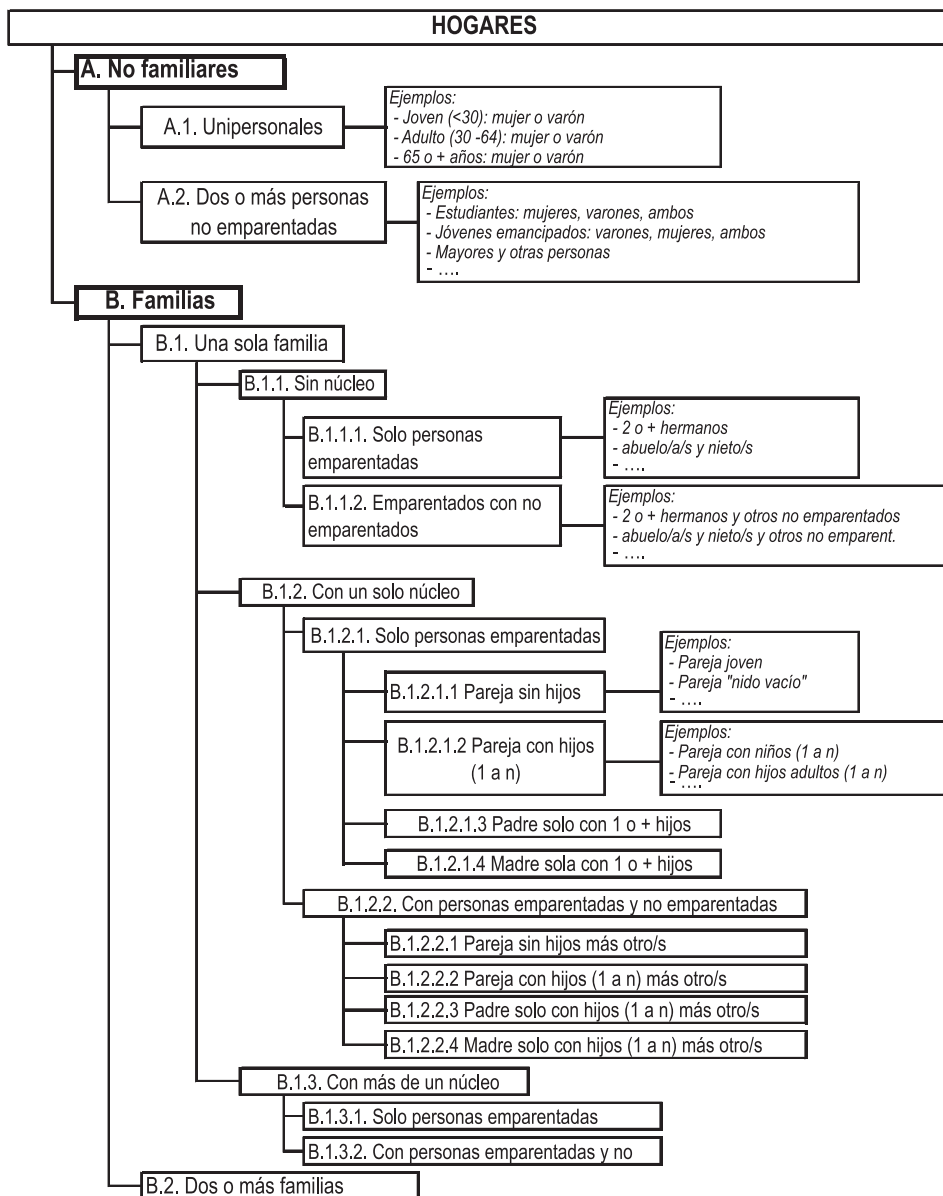 HOGARES
A. No familiares
A.1. Unipersonales
Ejemplos:
- Joven (<30): mujer o varón
- Adulto (30 -64): mujer o varón
- 65 o + años: mujer o varón
A.2. Dos o más personas
no emparentadas
Ejemplos:
- Estudiantes: mujeres, varones, ambos
- Jóvenes emancipados: varones, mujeres, ambos
- Mayores y otras personas
- ….
B. Familias
B.1. Una sola familia
B.1.1. Sin núcleo
B.1.1.1. Solo personas
emparentadas
Ejemplos:
- 2 o + hermanos
- abuelo/a/s y nieto/s
- ….
B.1.1.2. Emparentados con no
emparentados
Ejemplos:
- 2 o + hermanos y otros no emparentados
- abuelo/a/s y nieto/s y otros no emparent.
- ….
B.1.2. Con un solo núcleo
B.1.2.1. Solo personas emparentadas
B.1.2.1.1 Pareja sin hijos
Ejemplos:
- Pareja joven
- Pareja "nido vacío"
- ….
B.1.2.1.2 Pareja con hijos
(1 a n)
Ejemplos:
- Pareja con niños (1 a n)
- Pareja con hijos adultos (1 a n)
- ….
B.1.2.1.3 Padre solo con 1 o + hijos
B.1.2.1.4 Madre sola con 1 o + hijos
B.1.2.2. Con personas emparentadas y no emparentadas
B.1.2.2.1 Pareja sin hijos más otro/s
B.1.2.2.2 Pareja con hijos (1 a n) más otro/s
B.1.2.2.3 Padre solo con hijos (1 a n) más otro/s
B.1.2.2.4 Madre solo con hijos (1 a n) más otro/s
B.1.3. Con más de un núcleo
B.1.3.1. Solo personas emparentadas
B.1.3.2. Con personas emparentadas y no
B.2. Dos o más familias